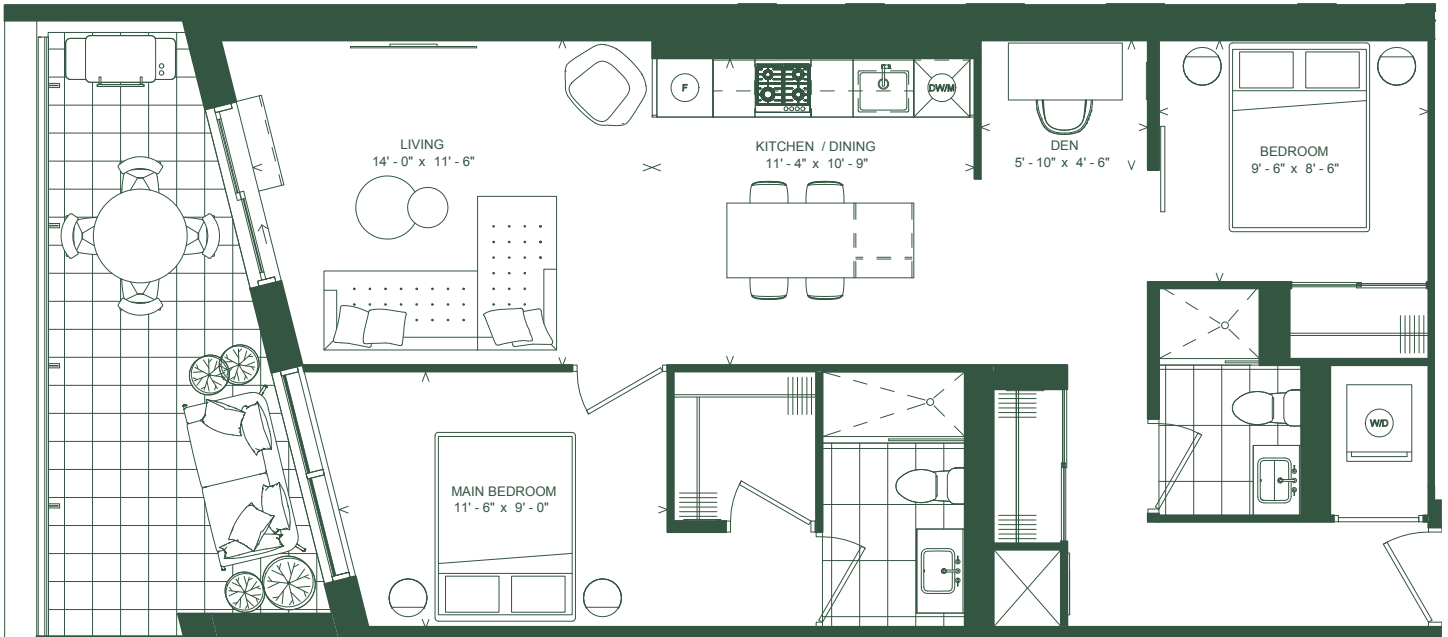 LIVING
14' - 0" x 11' - 6"
F
DW/M
KITCHEN / DINING
11' - 4" x 10' - 9"
DEN
5' - 10" x 4' - 6"
BEDROOM
9' - 6" x 8' - 6"
W/D
MAIN BEDROOM
11' - 6" x 9' - 0"